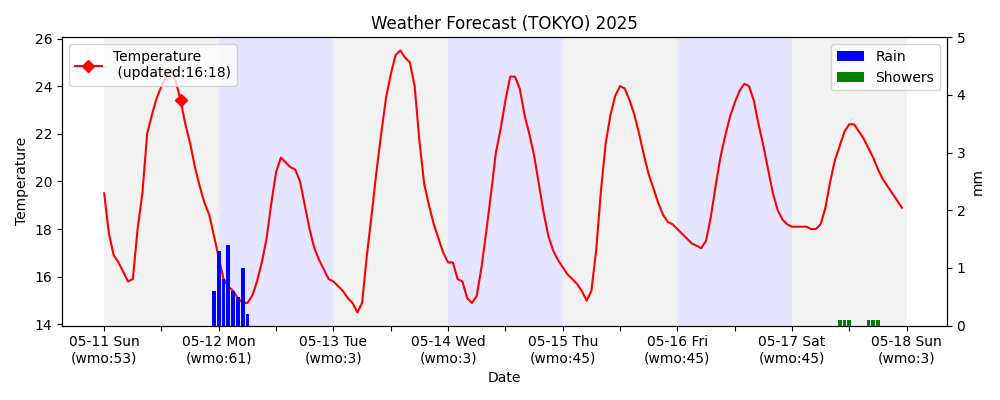 Weather Forecast (TOKYO) 2025
Temperature
(updated:16:18)
Rain
Showers
26
24
22
20
18
16
14
Temperature
5
4
3
2
1
0
mm
05-11 Sun
(wmo:53)
05-12 Mon
(wmo:61)
05-13 Tue
(wmo:3)
05-14 Wed
(wmo:3)
05-15 Thu
(wmo:45)
05-16 Fri
(wmo:45)
05-17 Sat
(wmo:45)
05-18 Sun
(wmo:3)
Date